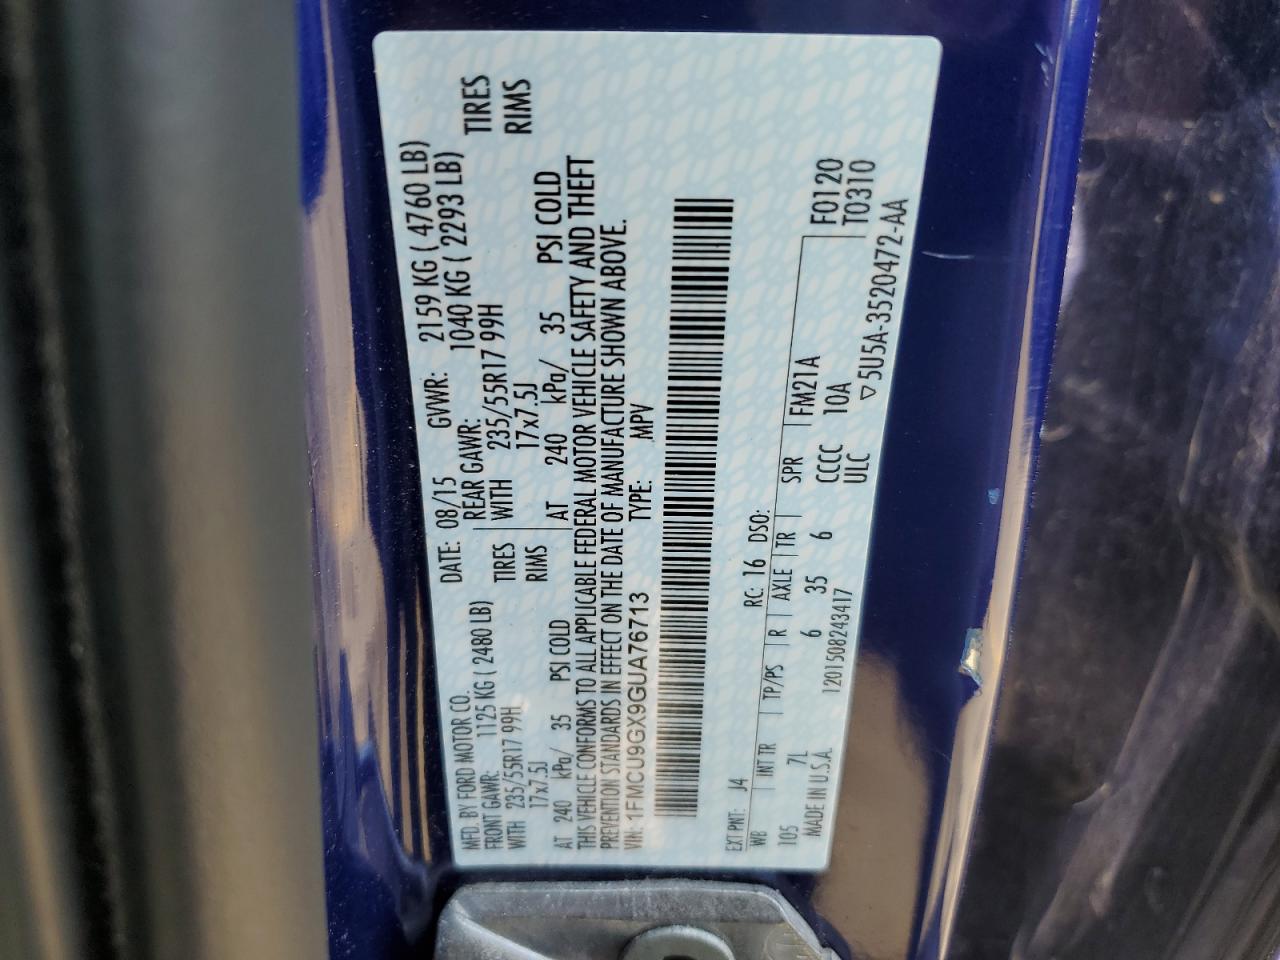 MFD. BY FORD MOTOR CO.
DATE: 08/15 GVWR: 2159 KG ( 4760 LB)
FRONT GAWR: 1125 KG ( 2480 LB)
REAR GAWR: 1040 KG ( 2293 LB)
WITH 235/55R17 99H TIRES
WITH 235/55R17 99H TIRES
17x7.5J RIMS
17x7.5J RIMS
AT 240 kPa/ 35 PSI COLD
AT 240 kPa/ 35 PSI COLD
THIS VEHICLE CONFORMS TO ALL APPLICABLE FEDERAL MOTOR VEHICLE SAFETY AND THEFT
PREVENTION STANDARDS IN EFFECT ON THE DATE OF MANUFACTURE SHOWN ABOVE.
VIN: 1FMCU9GX9GUA76713
TYPE: MPV
EXT PNT: J4 RC: 16 DSO: F0120
T0310
WB INT TR TP/PS R AXLE TR SPR FM21A
105 7L 6 35 6 CCCC 10A
ULC
MADE IN U.S.A. 1201508243417
▽5U5A-3520472-AA